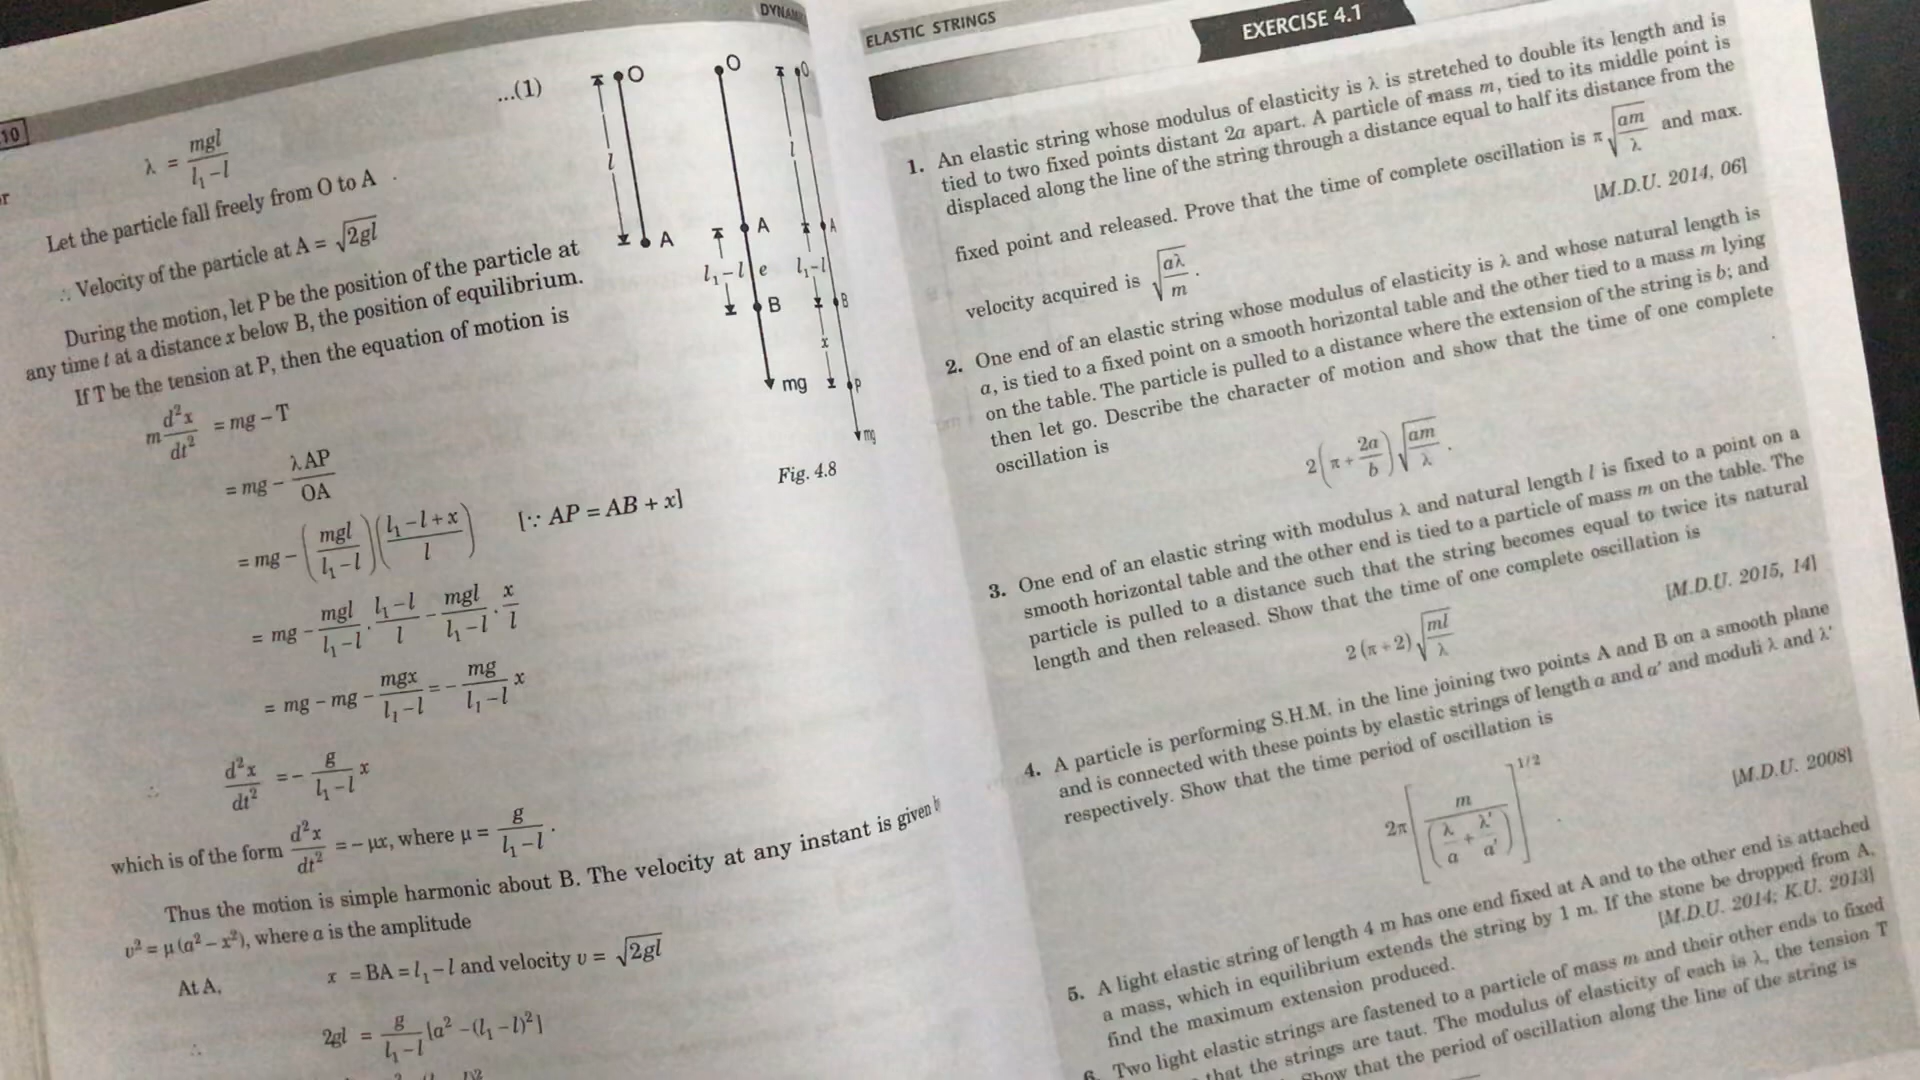 10
DYNAM
...(1)
λ = mgl / (l₁ – l)
Let the particle fall freely from O to A
∴ Velocity of the particle at A = √(2gl)
During the motion, let P be the position of the particle at
any time t at a distance x below B, the position of equilibrium.
If T be the tension at P, then the equation of motion is
m d²x/dt² = mg – T
= mg – λAP / OA
= mg – (mgl / (l₁ – l)) ((l₁ – l + x) / l) [∵ AP = AB + x]
= mg – mgl / (l₁ – l) . (l₁ – l) / l – mgl / (l₁ – l) . x / l
= mg – mg – mgx / (l₁ – l) = – mg / (l₁ – l) x
∴ d²x/dt² = – g / (l₁ – l) x
which is of the form d²x/dt² = – μx, where μ = g / (l₁ – l) .
Thus the motion is simple harmonic about B. The velocity at any instant is given
v² = μ (a² – x²), where a is the amplitude
At A, x = BA = l₁ – l and velocity v = √(2gl)
∴ 2gl = g / (l₁ – l) [a² – (l₁ – l)²]
O
O
O
l
l
A
A
A
l₁ – l
e
l₁–l
B
B
x
mg
P
mg
Fig. 4.8
ELASTIC STRINGS
EXERCISE 4.1
1. An elastic string whose modulus of elasticity is λ is stretched to double its length and is
tied to two fixed points distant 2a apart. A particle of mass m, tied to its middle point is
displaced along the line of the string through a distance equal to half its distance from the
fixed point and released. Prove that the time of complete oscillation is π √(am/λ) and max.
velocity acquired is √(aλ/m) .
[M.D.U. 2014, 06]
2. One end of an elastic string whose modulus of elasticity is λ and whose natural length is
a, is tied to a fixed point on a smooth horizontal table and the other tied to a mass m lying
on the table. The particle is pulled to a distance where the extension of the string is b; and
then let go. Describe the character of motion and show that the time of one complete
oscillation is
2(π + 2a/b) √(am/λ) .
3. One end of an elastic string with modulus λ and natural length l is fixed to a point on a
smooth horizontal table and the other end is tied to a particle of mass m on the table. The
particle is pulled to a distance such that the string becomes equal to twice its natural
length and then released. Show that the time of one complete oscillation is
2 (π + 2) √(ml/λ)
[M.D.U. 2015, 14]
4. A particle is performing S.H.M. in the line joining two points A and B on a smooth plane
and is connected with these points by elastic strings of length a and a′ and moduli λ and λ′
respectively. Show that the time period of oscillation is
2π [m / (λ/a + λ′/a′)]^1/2
[M.D.U. 2008]
5. A light elastic string of length 4 m has one end fixed at A and to the other end is attached
a mass, which in equilibrium extends the string by 1 m. If the stone be dropped from A,
find the maximum extension produced.
[M.D.U. 2014; K.U. 2013]
6. Two light elastic strings are fastened to a particle of mass m and their other ends to fixed
that the strings are taut. The modulus of elasticity of each is λ, the tension T
Show that the period of oscillation along the line of the string is